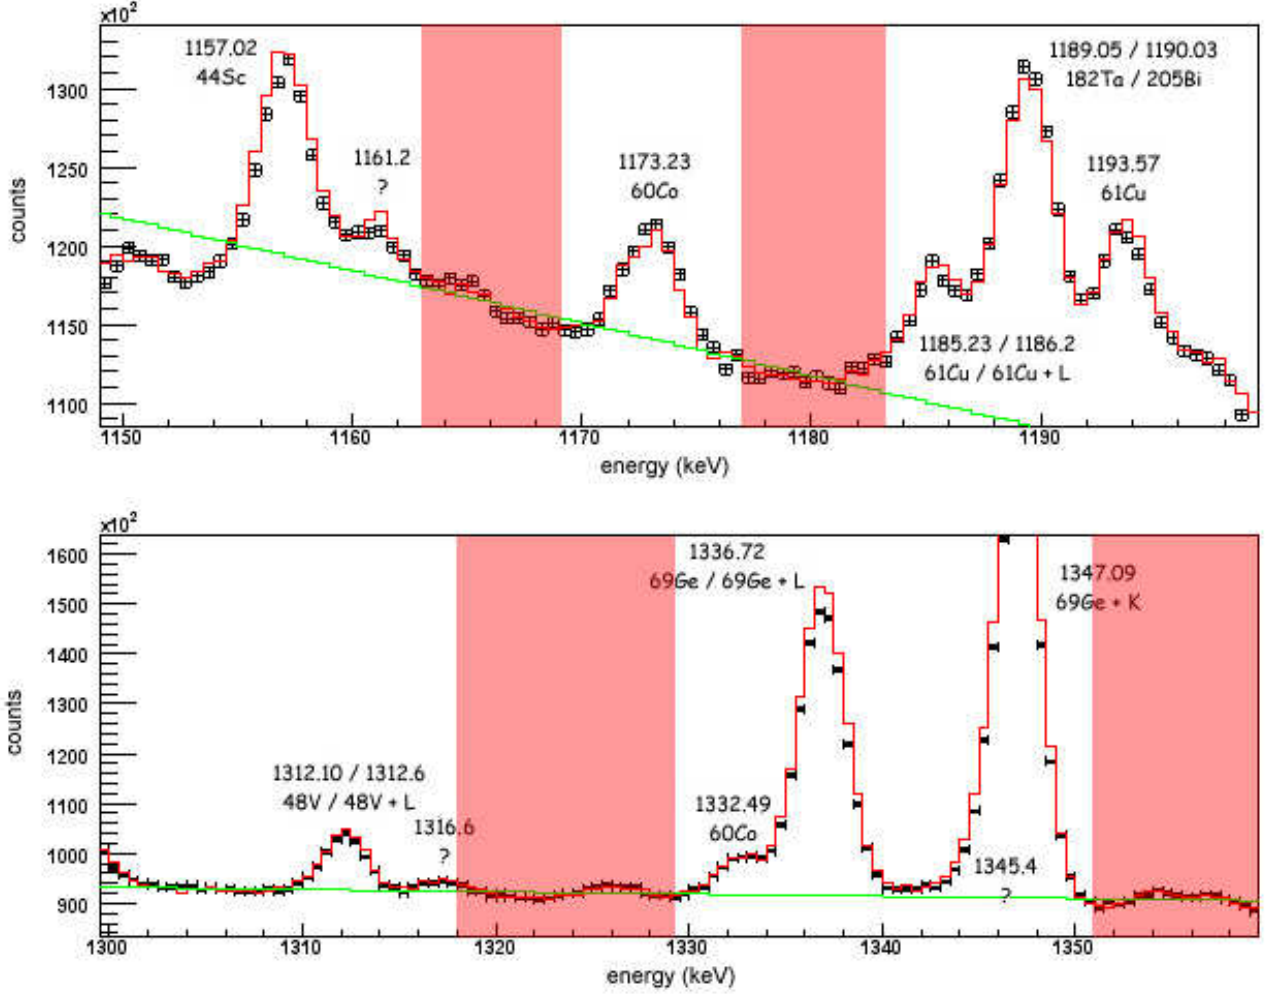 x10²
1157.02
44Sc
1161.2
?
1173.23
60Co
1189.05 / 1190.03
182Ta / 205Bi
1193.57
61Cu
1185.23 / 1186.2
61Cu / 61Cu + L
1300
1250
1200
1150
1100
counts
1150 1160 1170 1180 1190
energy (keV)
x10²
1336.72
69Ge / 69Ge + L
1347.09
69Ge + K
1312.10 / 1312.6
48V / 48V + L
1316.6
?
1332.49
60Co
1345.4
?
1600
1500
1400
1300
1200
1100
1000
900
counts
1300 1310 1320 1330 1340 1350
energy (keV)